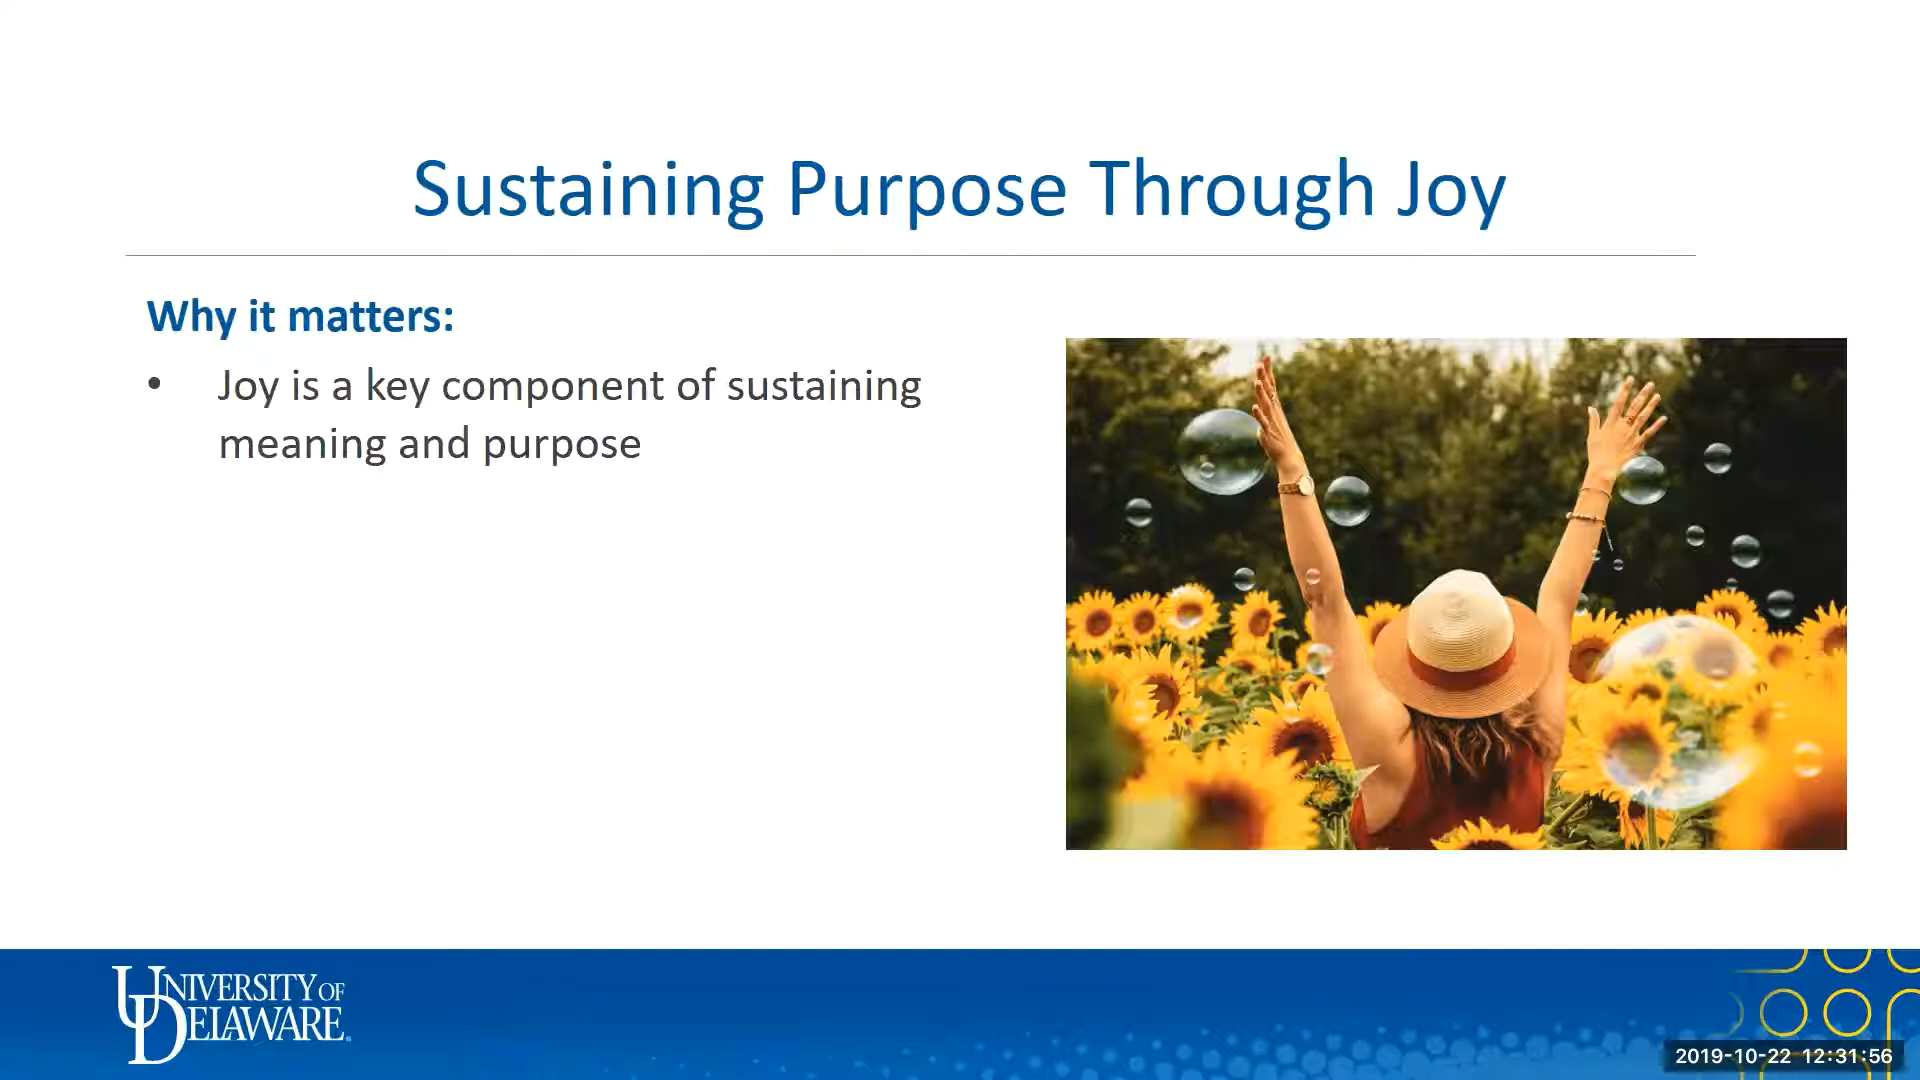 Sustaining Purpose Through Joy
Why it matters:
• Joy is a key component of sustaining
meaning and purpose
UNIVERSITY OF
DELAWARE®
2019-10-22 12:31:56